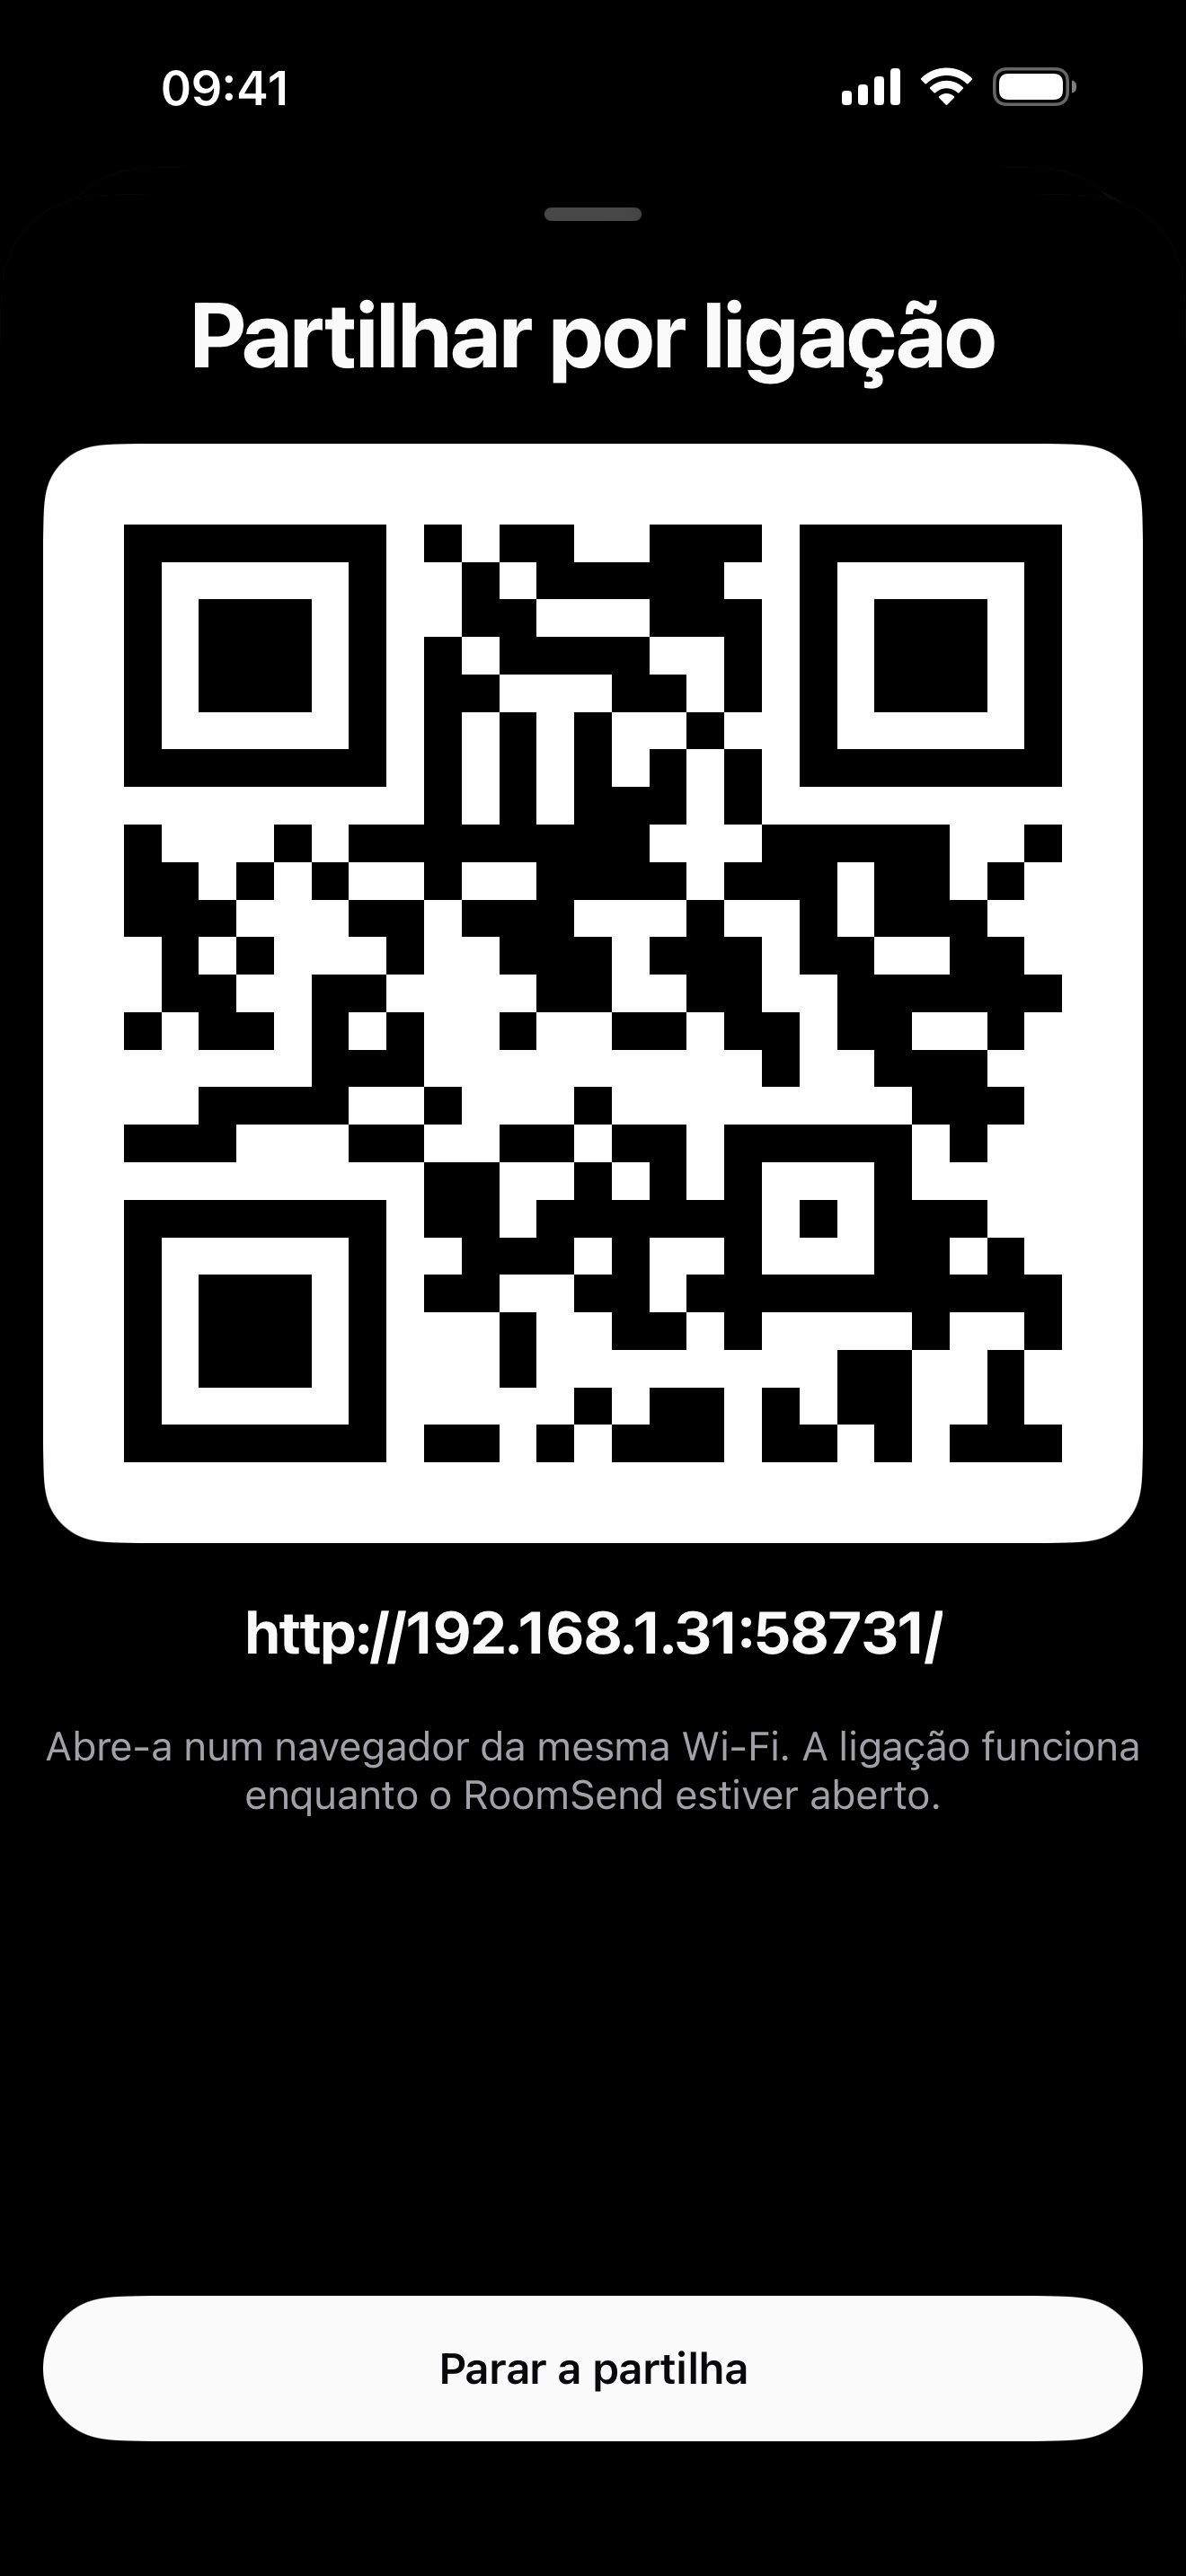 09:41
Partilhar por ligação
http://192.168.1.31:58731/
Abre-a num navegador da mesma Wi-Fi. A ligação funciona
enquanto o RoomSend estiver aberto.
Parar a partilha